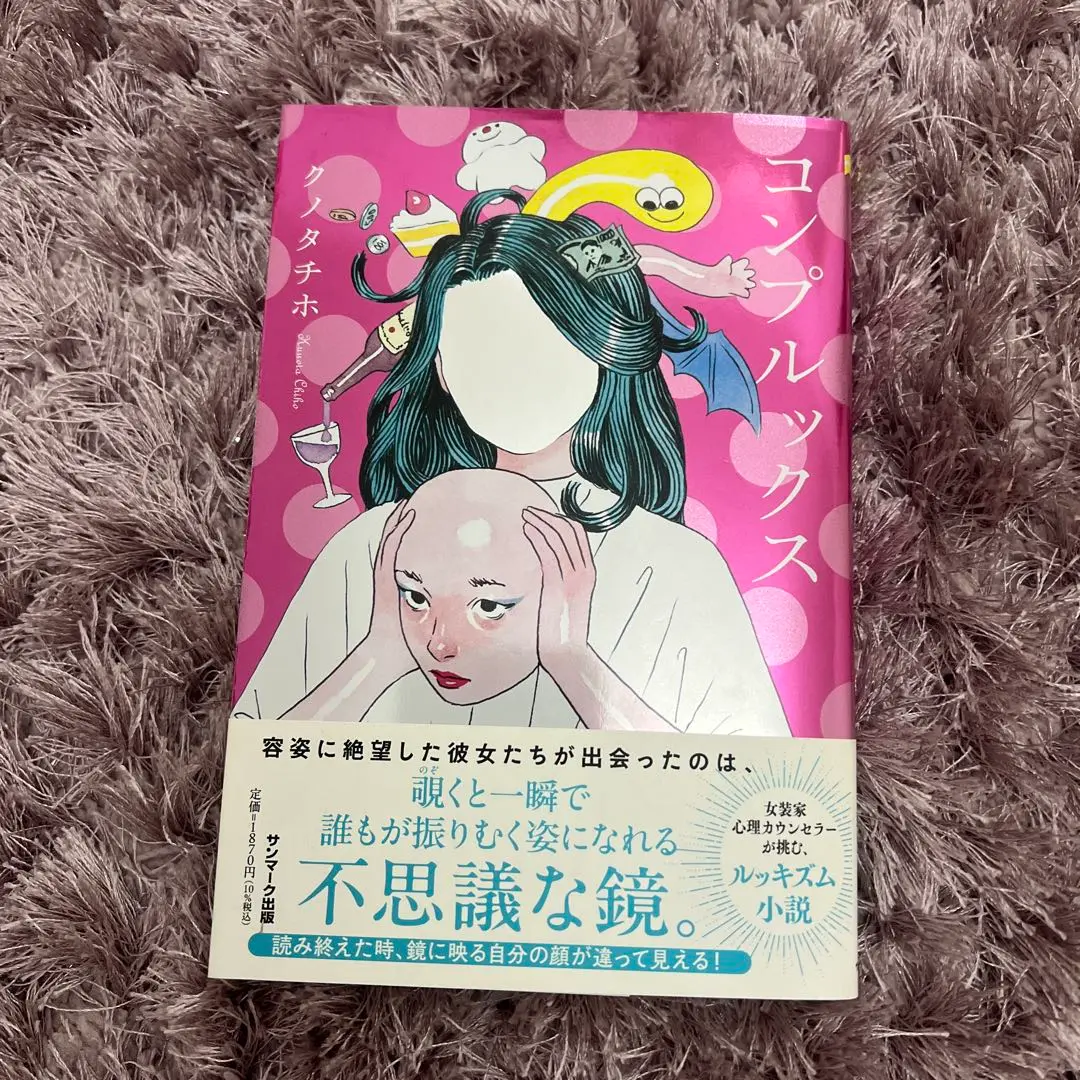 コンプルックス
クノタチホ
Kunota Chiho
容姿に絶望した彼女たちが出会ったのは、
覗くと一瞬で
のぞ
誰もが振りむく姿になれる
不思議な鏡。
読み終えた時、鏡に映る自分の顔が違って見える!
女装家
心理カウンセラー
が挑む、
ルッキズム
小説
サンマーク出版
定価=1870円(10%税込)